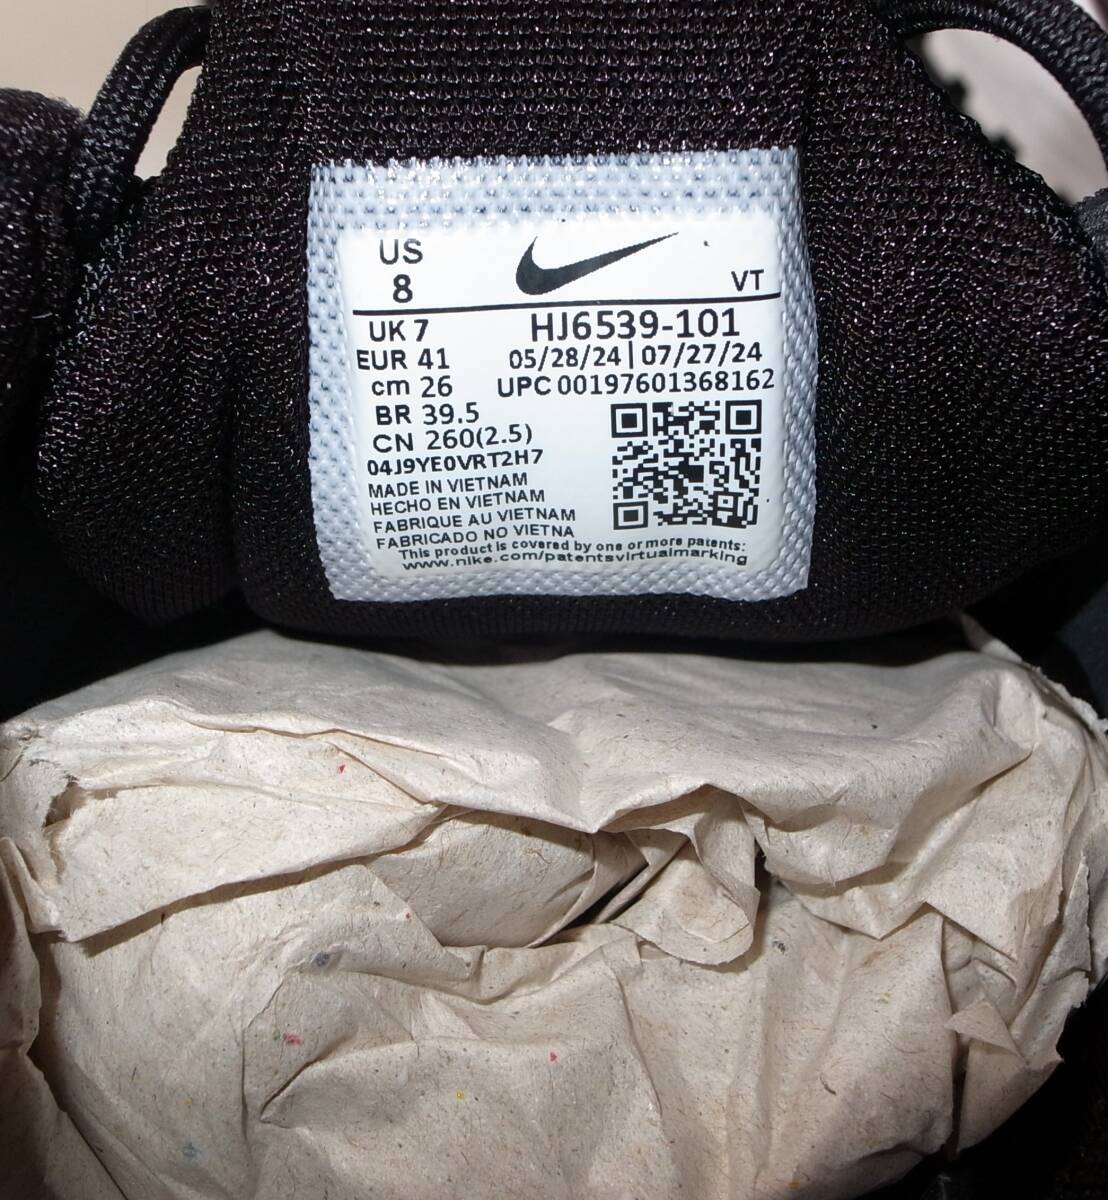 US
8
VT
UK 7
HJ6539-101
EUR 41
05/28/24 | 07/27/24
cm 26
UPC 00197601368162
BR 39.5
CN 260(2.5)
04J9YE0VRT2H7
MADE IN VIETNAM
HECHO EN VIETNAM
FABRIQUE AU VIETNAM
FABRICADO NO VIETNA
This product is covered by one or more patents:
www.nike.com/patentsvirtualmarking